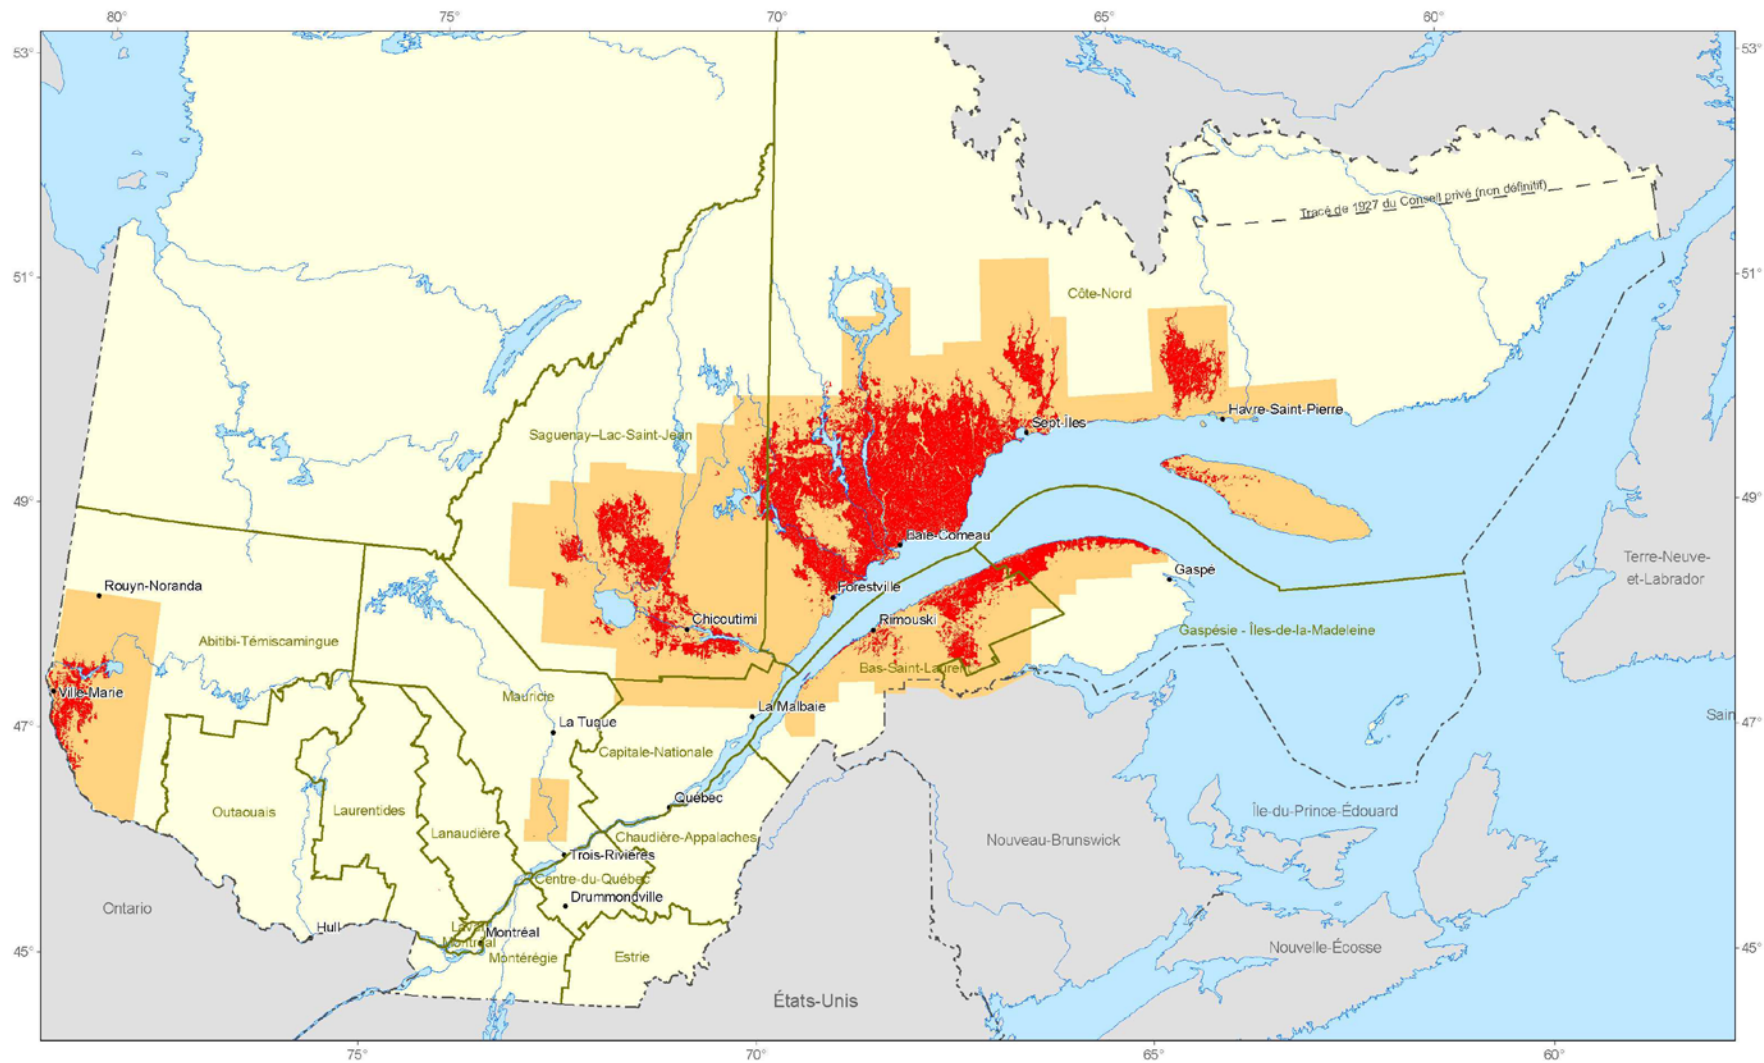 80°
75°
70°
65°
60°
53°
53°
Tracé de 1927 du Conseil privé (non définitif)
51°
51°
Côte-Nord
Havre-Saint-Pierre
Sept-Îles
Saguenay–Lac-Saint-Jean
49°
49°
Baie-Comeau
Terre-Neuve-
et-Labrador
Gaspé
Rouyn-Noranda
Forestville
Rimouski
Chicoutimi
Gaspésie - Îles-de-la-Madeleine
Abitibi-Témiscamingue
Bas-Saint-Laurent
Ville-Marie
Mauricie
La Malbaie
Sain
47°
47°
La Tuque
Capitale-Nationale
Québec
Outaouais
Laurentides
Lanaudière
Chaudière-Appalaches
Île-du-Prince-Édouard
Nouveau-Brunswick
Trois-Rivières
Centre-du-Québec
Drummondville
Ontario
Hull
Laval
Montréal
Montréal
Montérégie
Estrie
Nouvelle-Écosse
45°
45°
États-Unis
75°
70°
65°
60°